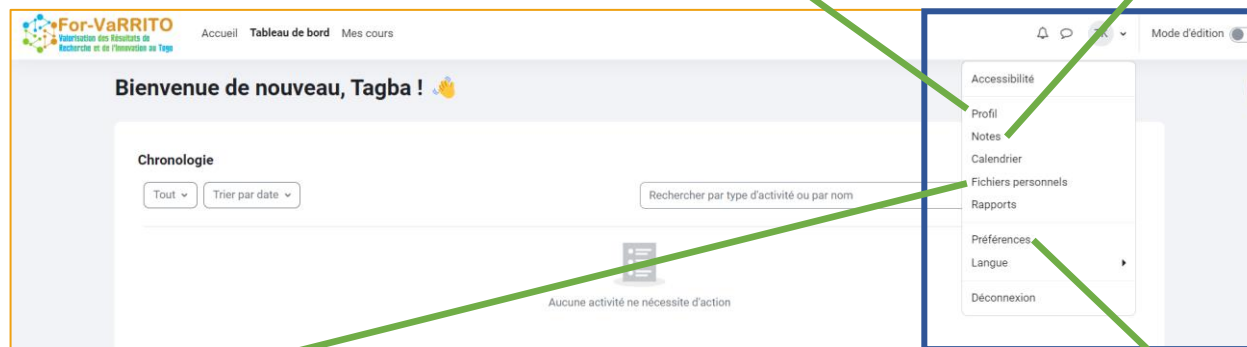 For-VaRRITO
Valorisation des Résultats de
Recherche et de l'Innovation au Togo
Accueil Tableau de bord Mes cours
Mode d'édition
Bienvenue de nouveau, Tagba !
Accessibilité
Profil
Notes
Calendrier
Fichiers personnels
Rapports
Préférences
Langue
Déconnexion
Chronologie
Tout Trier par date
Rechercher par type d'activité ou par nom
Aucune activité ne nécessite d'action